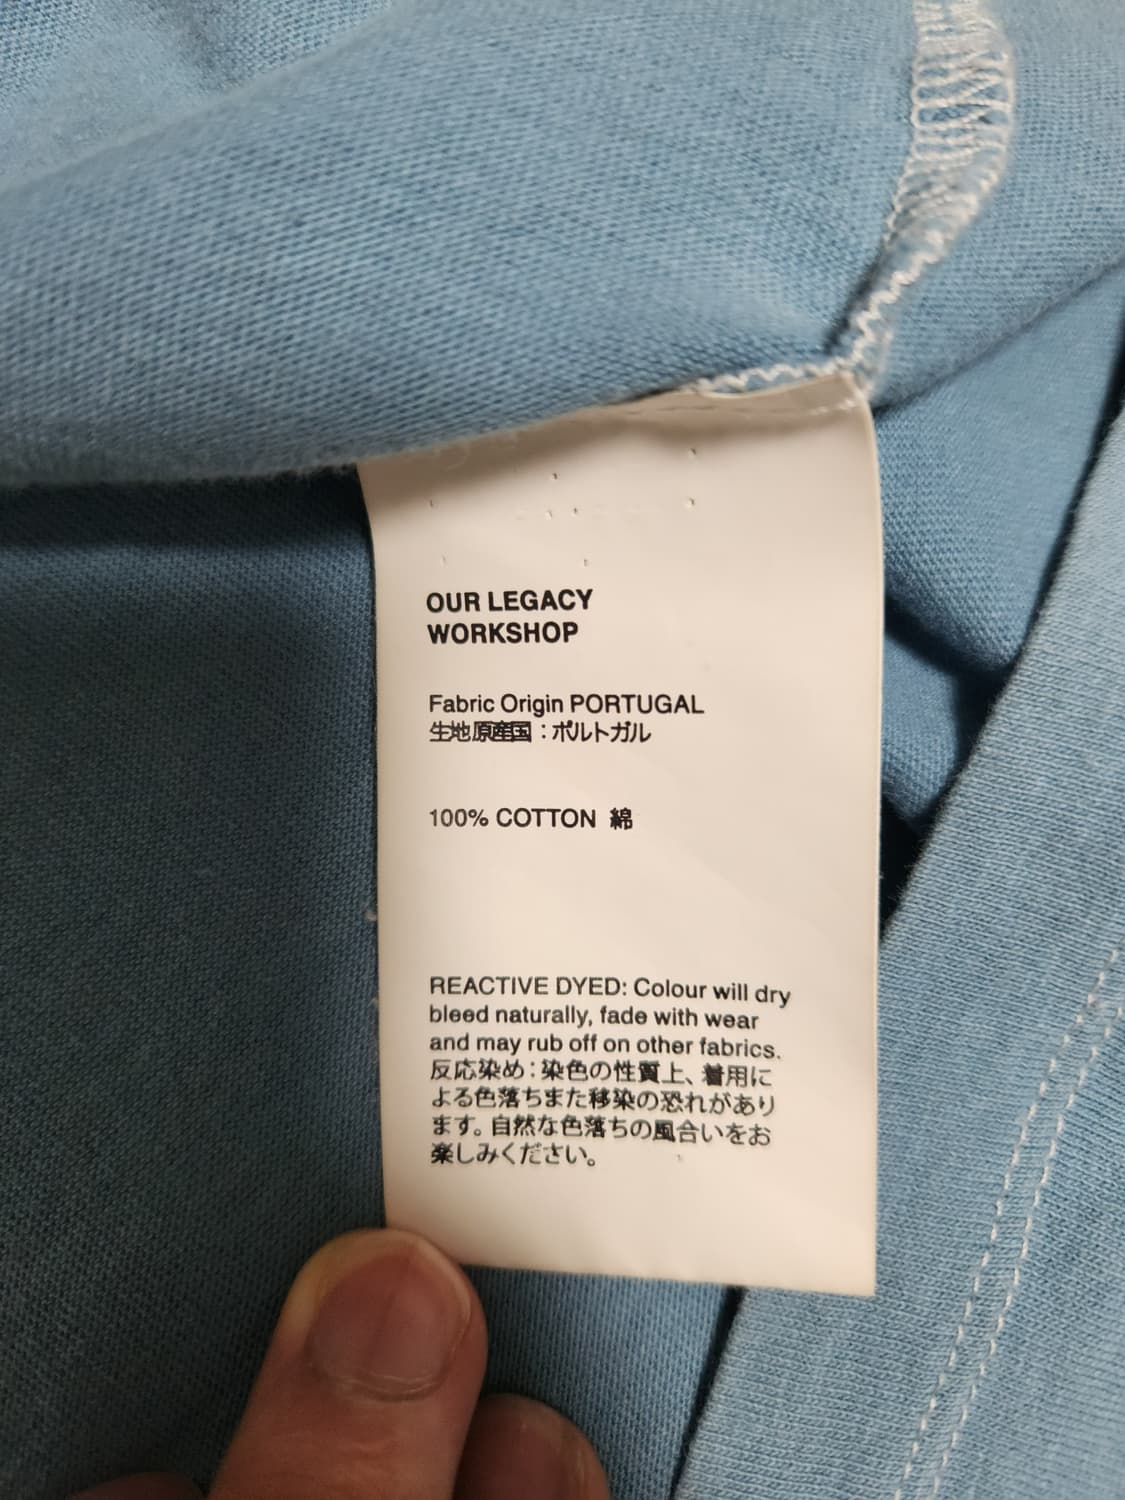 OUR LEGACY
WORKSHOP
Fabric Origin PORTUGAL
生地原産国：ポルトガル
100% COTTON 綿
REACTIVE DYED: Colour will dry
bleed naturally, fade with wear
and may rub off on other fabrics.
反応染め：染色の性質上、着用に
よる色落ちまた移染の恐れがあり
ます。自然な色落ちの風合いをお
楽しみください。